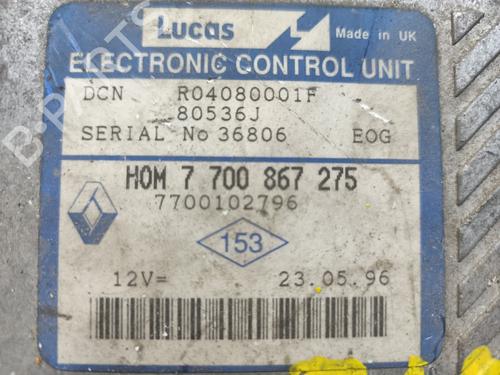 Lucas Made in UK
ELECTRONIC CONTROL UNIT
DCN R04080001F
80536J
SERIAL No 36806 EOG
HOM 7 700 867 275
7700102796
153
12V= 23.05.96
B-PARTS